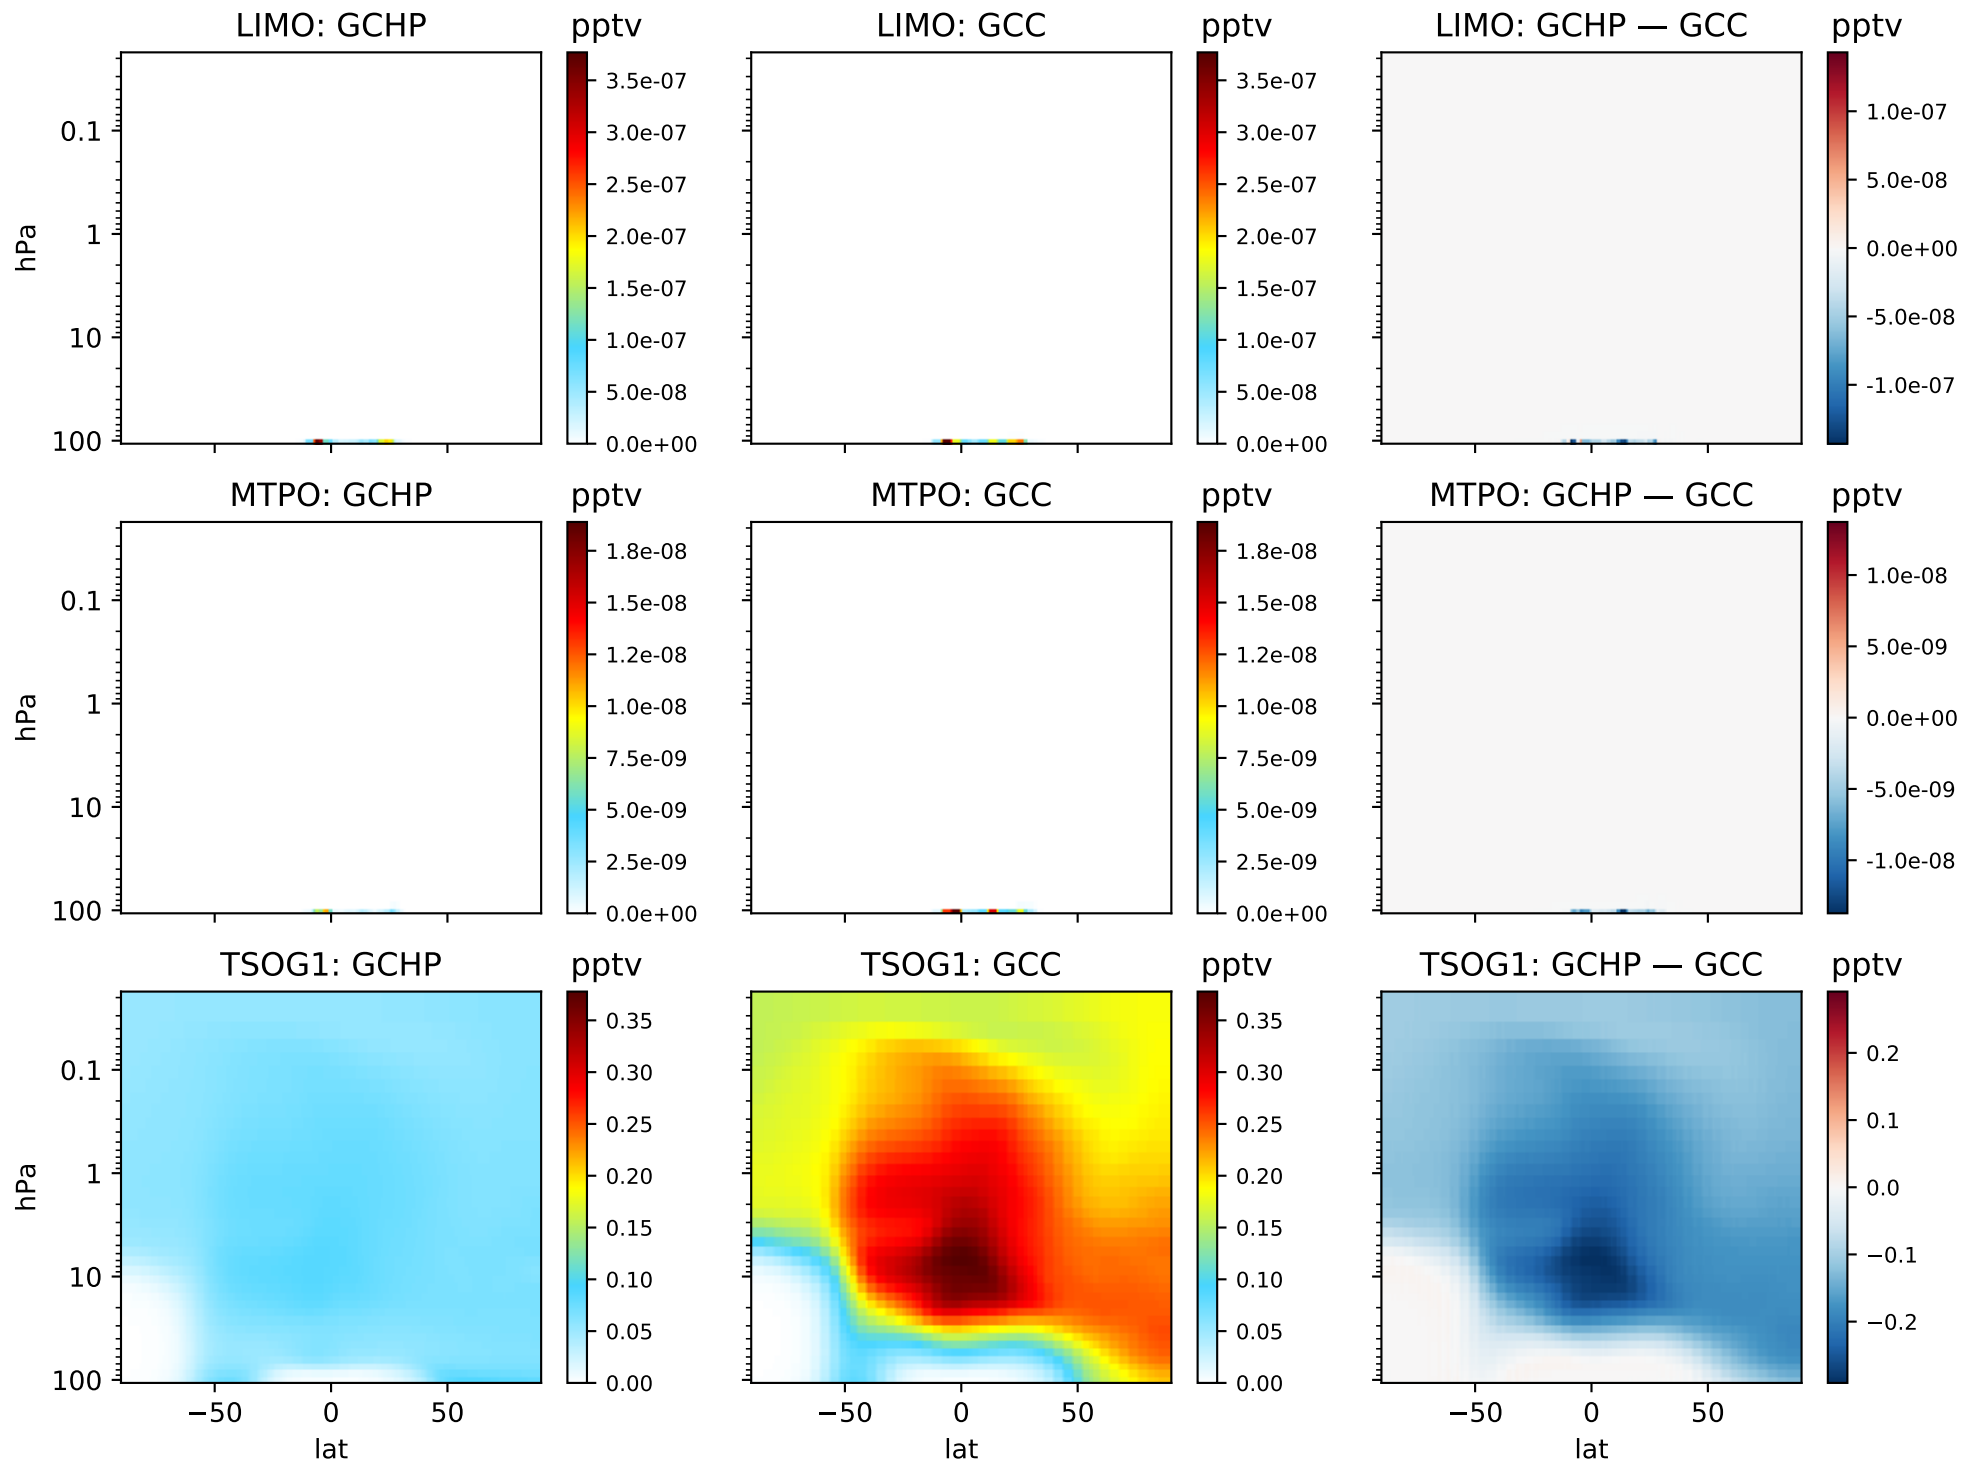 LIMO: GCHP
pptv
LIMO: GCC
pptv
LIMO: GCHP — GCC
pptv
hPa
0.1
1
10
100
3.5e-07
3.0e-07
2.5e-07
2.0e-07
1.5e-07
1.0e-07
5.0e-08
0.0e+00
3.5e-07
3.0e-07
2.5e-07
2.0e-07
1.5e-07
1.0e-07
5.0e-08
0.0e+00
1.0e-07
5.0e-08
0.0e+00
-5.0e-08
-1.0e-07
MTPO: GCHP
pptv
MTPO: GCC
pptv
MTPO: GCHP — GCC
pptv
hPa
0.1
1
10
100
1.8e-08
1.5e-08
1.2e-08
1.0e-08
7.5e-09
5.0e-09
2.5e-09
0.0e+00
1.8e-08
1.5e-08
1.2e-08
1.0e-08
7.5e-09
5.0e-09
2.5e-09
0.0e+00
1.0e-08
5.0e-09
0.0e+00
-5.0e-09
-1.0e-08
TSOG1: GCHP
pptv
TSOG1: GCC
pptv
TSOG1: GCHP — GCC
pptv
hPa
0.1
1
10
100
0.35
0.30
0.25
0.20
0.15
0.10
0.05
0.00
0.35
0.30
0.25
0.20
0.15
0.10
0.05
0.00
0.2
0.1
0.0
−0.1
−0.2
−50 0 50
−50 0 50
−50 0 50
lat
lat
lat